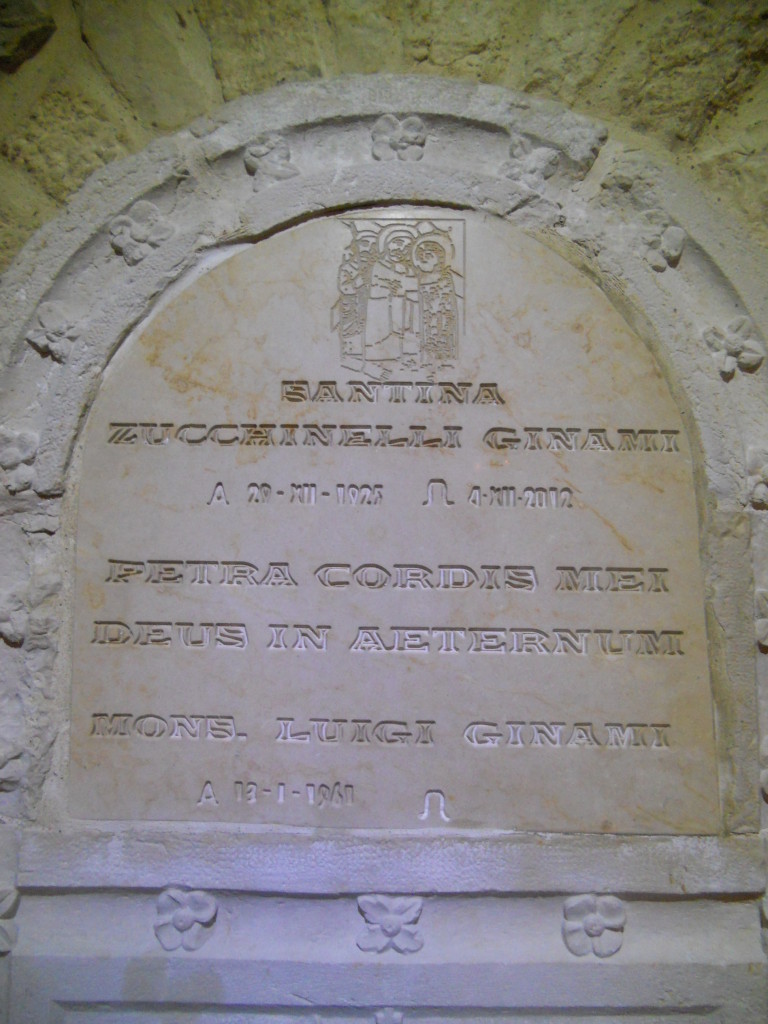 SANTINA
ZUCCHINELLI GINAMI
Α 29-XII-1925 Ω 4-XII-2012
PETRA CORDIS MEI
DEUS IN AETERNUM
MONS. LUIGI GINAMI
Α 13-1-1961 Ω